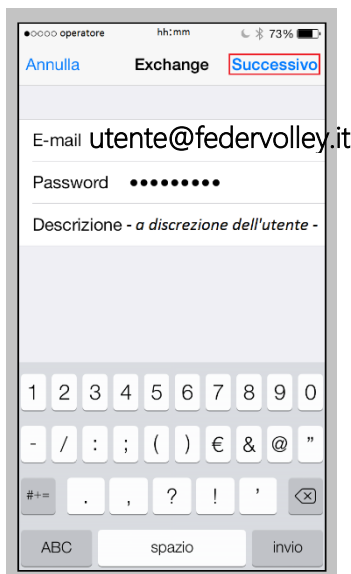 operatore hh:mm 73%
Annulla Exchange Successivo
E-mail utente@federvolley.it
Password •••••••••
Descrizione - a discrezione dell'utente -
1 2 3 4 5 6 7 8 9 0
- / : ; ( ) € & @ "
#+= . , ? ! '
ABC spazio invio